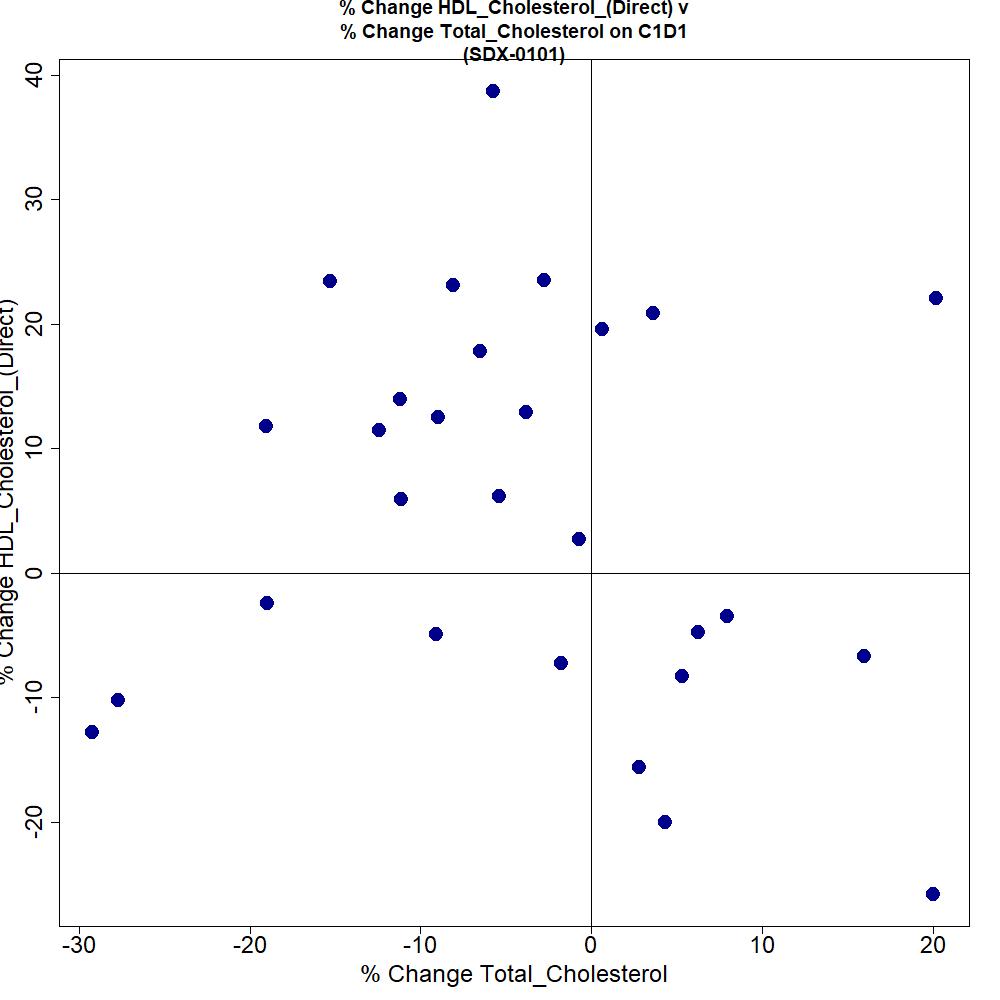 % Change HDL_Cholesterol_(Direct) v
% Change Total_Cholesterol on C1D1
(SDX-0101)
% Change HDL_Cholesterol_(Direct)
40
30
20
10
0
-10
-20
-30
-20
-10
0
10
20
% Change Total_Cholesterol